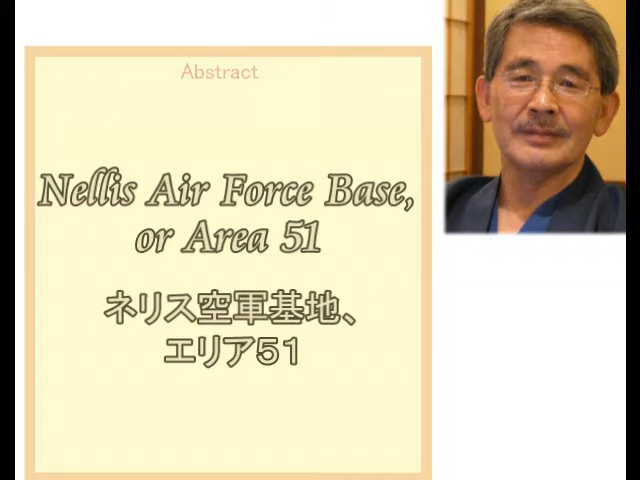 Abstract
Nellis Air Force Base,
or Area 51
ネリス空軍基地、
エリア５１